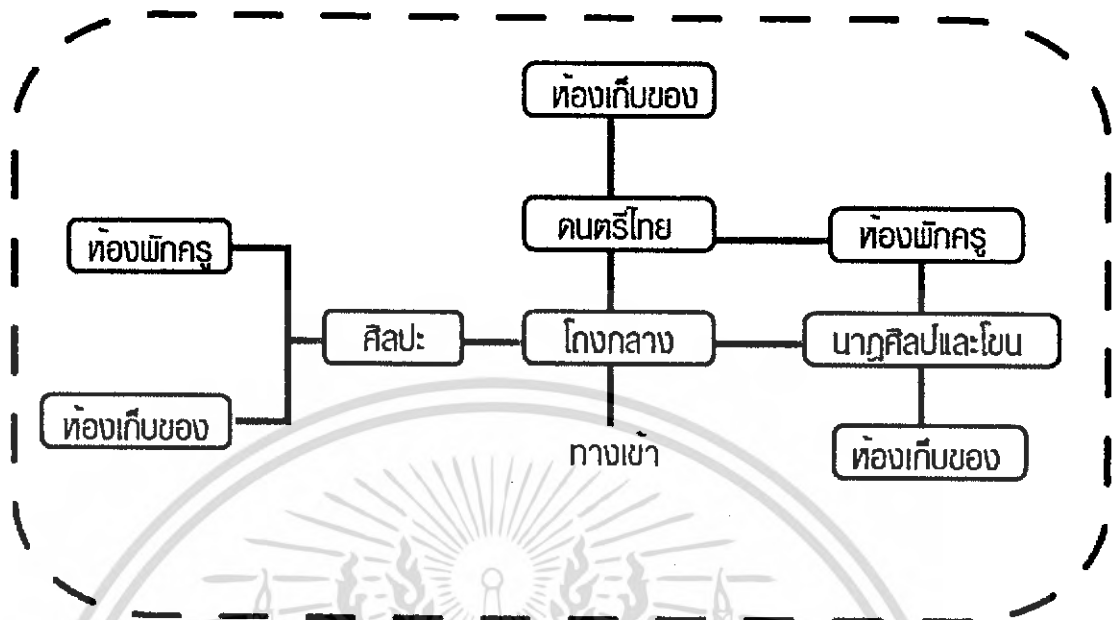 ห้องเก็บของ
ดนตรีไทย
ห้องพักครู
ห้องพักครู
ศิลปะ
โถงกลาง
นาฏศิลป์และโขน
ห้องเก็บของ
ทางเข้า
ห้องเก็บของ